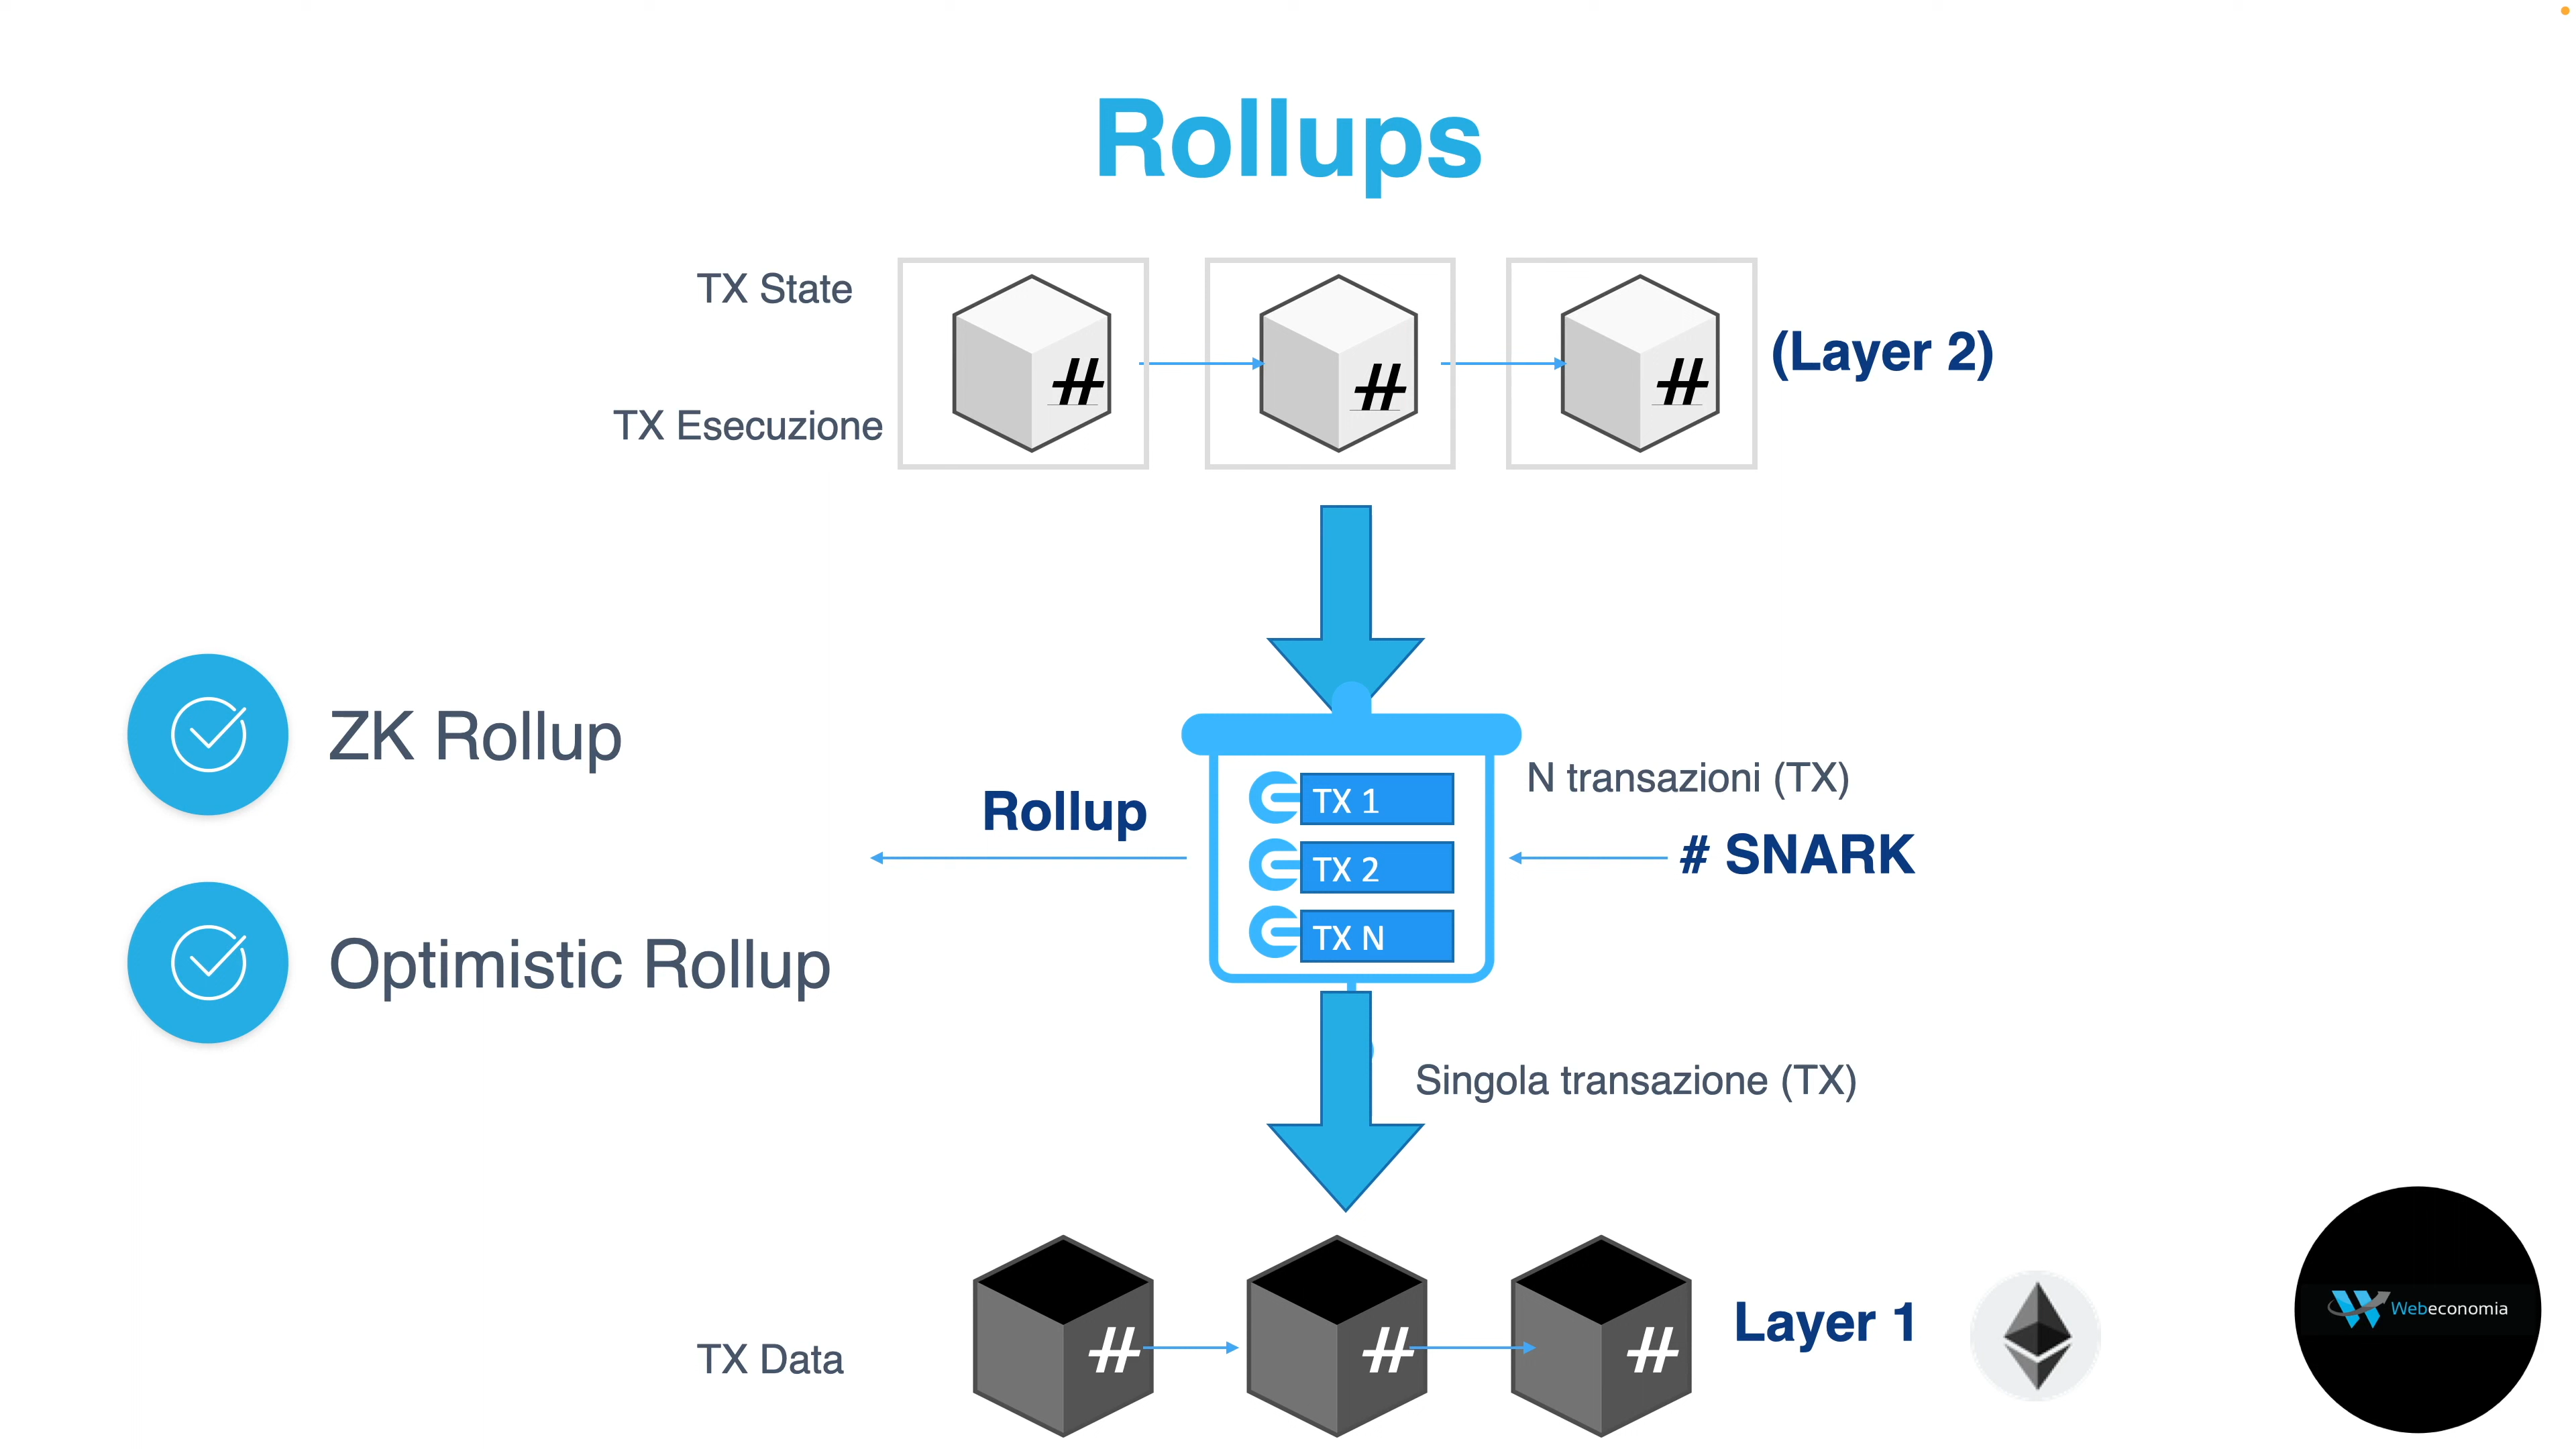 Rollups
TX State
TX Esecuzione
#
#
#
(Layer 2)
ZK Rollup
Optimistic Rollup
Rollup
TX 1
TX 2
TX N
N transazioni (TX)
# SNARK
Singola transazione (TX)
TX Data
#
#
#
Layer 1
Webeconomia